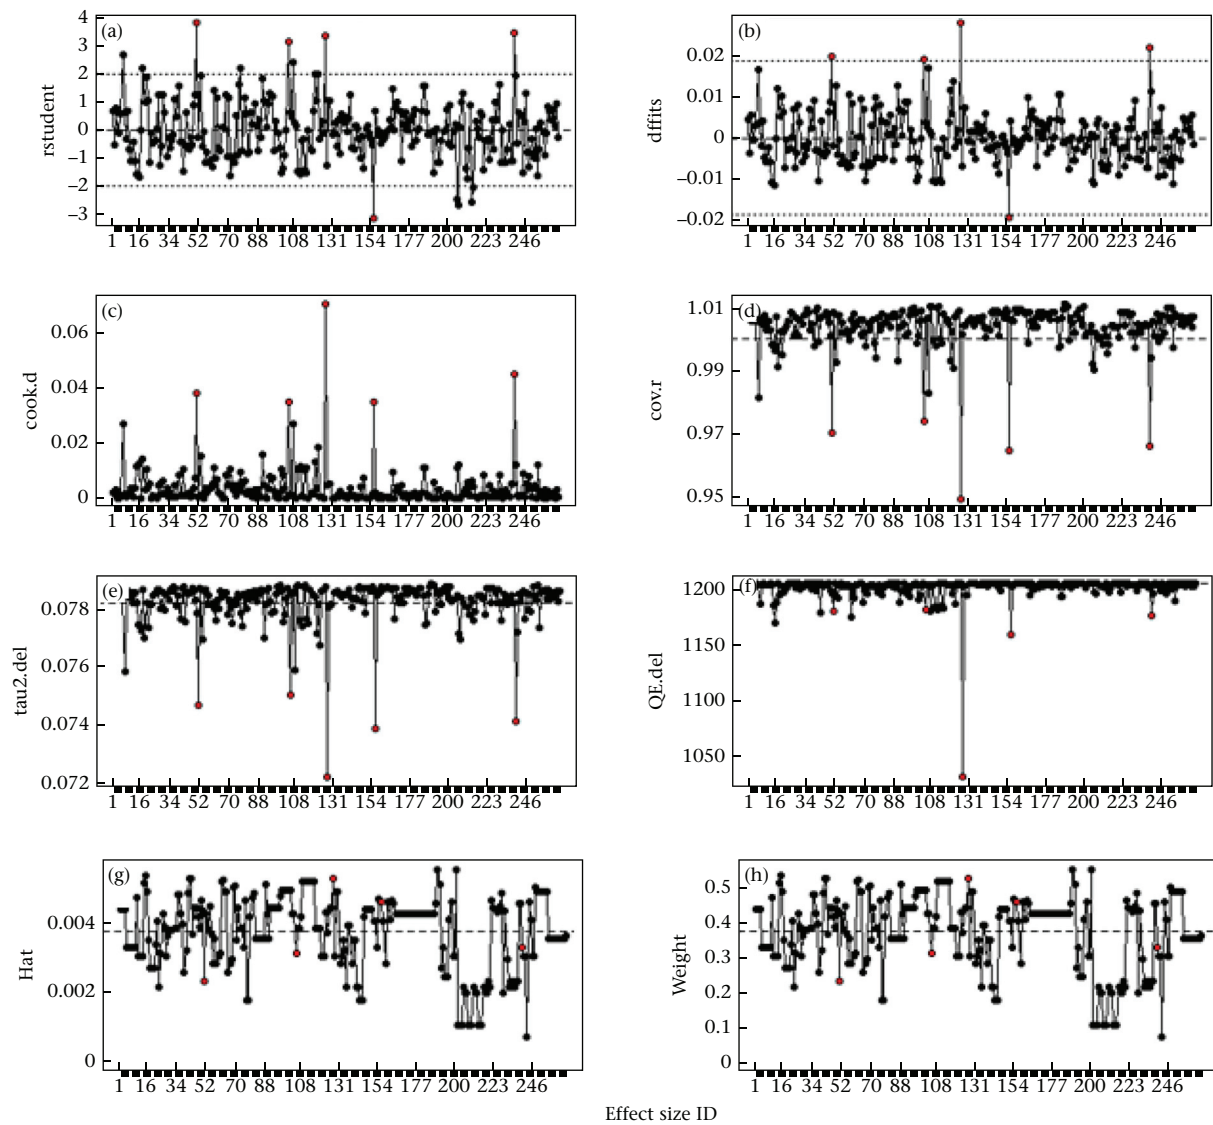 (a)
4
3
2
1
0
–1
–2
–3
rstudent
1 16 34 52 70 88 108 131 154 177 200 223 246
(b)
0.02
0.01
0
–0.01
–0.02
dffits
1 16 34 52 70 88 108 131 154 177 200 223 246
(c)
0.06
0.04
0.02
0
cook.d
1 16 34 52 70 88 108 131 154 177 200 223 246
(d)
1.01
0.99
0.97
0.95
cov.r
1 16 34 52 70 88 108 131 154 177 200 223 246
(e)
0.078
0.076
0.074
0.072
tau2.del
1 16 34 52 70 88 108 131 154 177 200 223 246
(f)
1200
1150
1100
1050
QE.del
1 16 34 52 70 88 108 131 154 177 200 223 246
(g)
0.004
0.002
0
Hat
1 16 34 52 70 88 108 131 154 177 200 223 246
(h)
0.5
0.4
0.3
0.2
0.1
0
Weight
1 16 34 52 70 88 108 131 154 177 200 223 246
Effect size ID